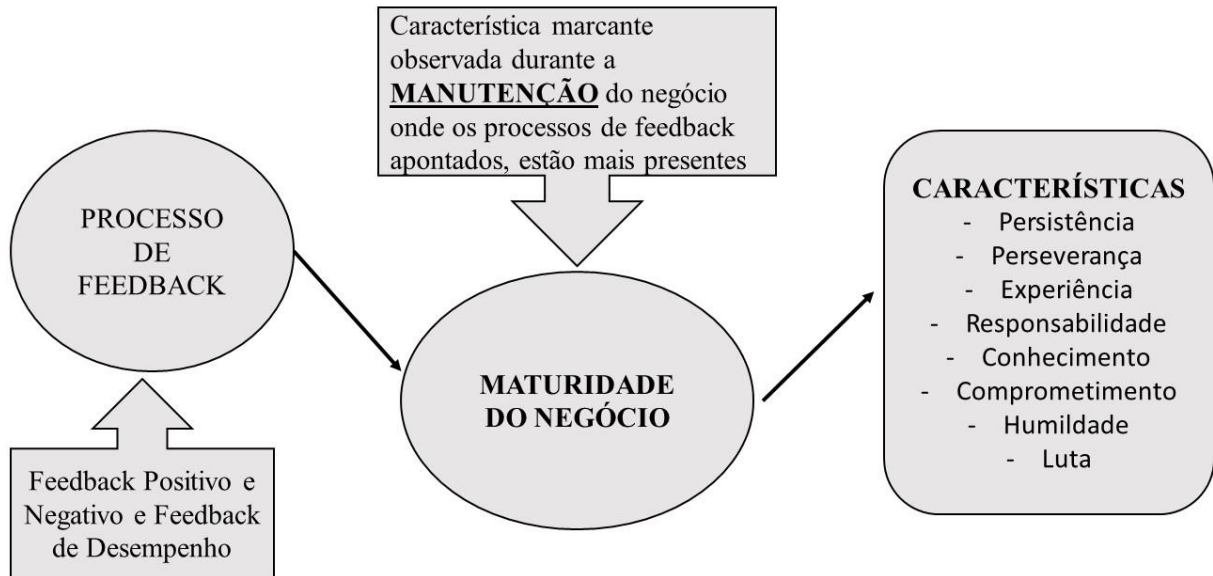 Característica marcante
observada durante a
MANUTENÇÃO do negócio
onde os processos de feedback
apontados, estão mais presentes
PROCESSO
DE
FEEDBACK
Feedback Positivo e
Negativo e Feedback
de Desempenho
MATURIDADE
DO NEGÓCIO
CARACTERÍSTICAS
- Persistência
- Perseverança
- Experiência
- Responsabilidade
- Conhecimento
- Comprometimento
- Humildade
- Luta